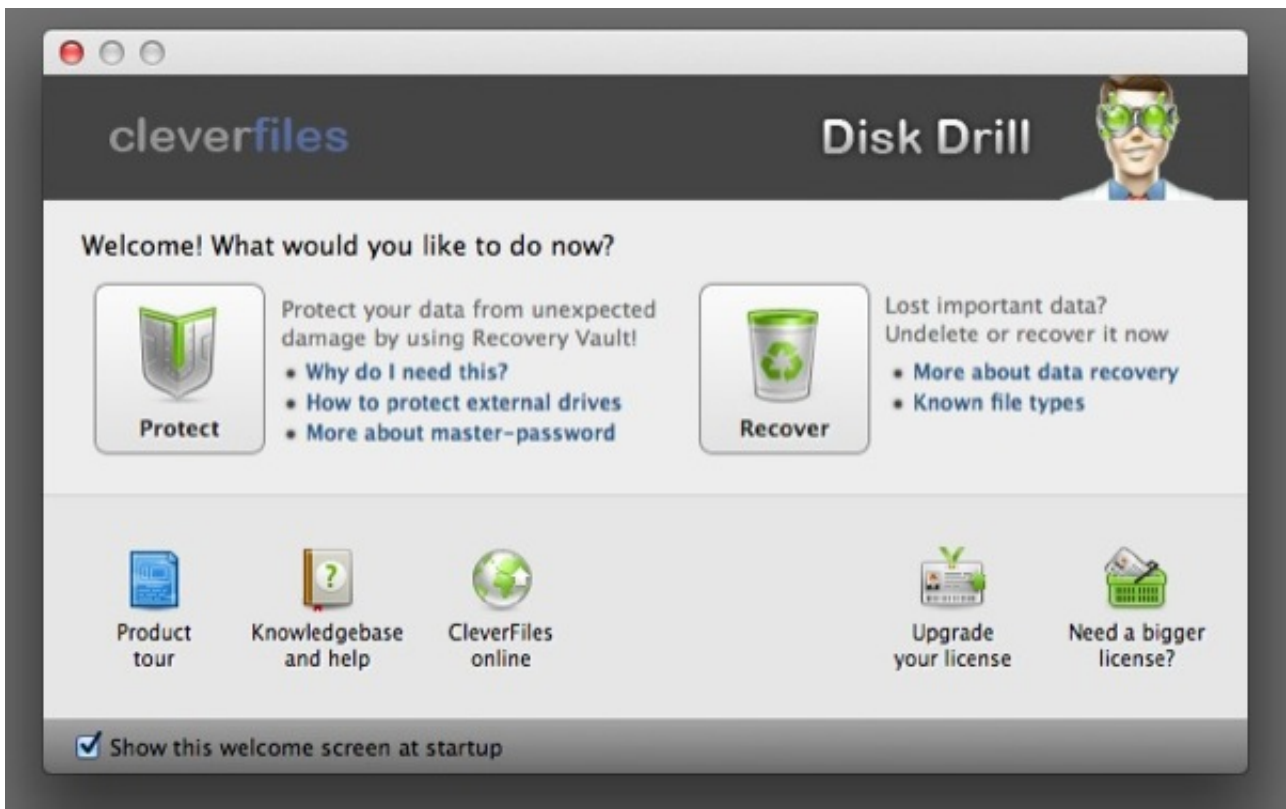 cleverfiles
Disk Drill
Welcome! What would you like to do now?
Protect
Protect your data from unexpected
damage by using Recovery Vault!
• Why do I need this?
• How to protect external drives
• More about master-password
Recover
Lost important data?
Undelete or recover it now
• More about data recovery
• Known file types
Product
tour
Knowledgebase
and help
CleverFiles
online
Upgrade
your license
Need a bigger
license?
Show this welcome screen at startup